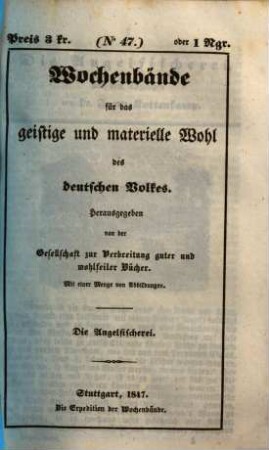 Preis 3 kr. (No 47.) oder 1 Ngr.
Wochenbände
für das
geistige und materielle Wohl
des
deutschen Volkes.
Herausgegeben
von der
Gesellschaft zur Verbreitung guter und
wohlfeiler Bücher.
Mit einer Menge von Abbildungen.
Die Angelfischerei.
Stuttgart, 1847.
Die Expedition der Wochenbände.